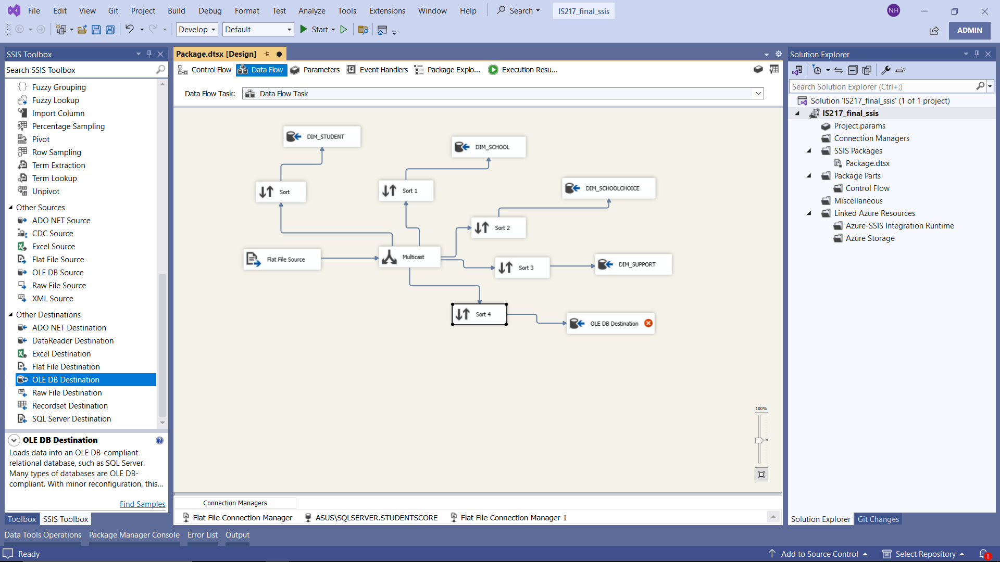 File Edit View Git Project Build Debug Format Test Analyze Tools Extensions Window Help Search IS217_final_ssis NH
Develop Default Start ADMIN
SSIS Toolbox
Search SSIS Toolbox
Fuzzy Grouping
Fuzzy Lookup
Import Column
Percentage Sampling
Pivot
Row Sampling
Term Extraction
Term Lookup
Unpivot
Other Sources
ADO NET Source
CDC Source
Excel Source
Flat File Source
OLE DB Source
Raw File Source
XML Source
Other Destinations
ADO NET Destination
DataReader Destination
Excel Destination
Flat File Destination
OLE DB Destination
Raw File Destination
Recordset Destination
SQL Server Destination
OLE DB Destination
Loads data into an OLE DB-compliant
relational database, such as SQL Server.
Many types of databases are OLE DB-
compliant. With minor reconfiguration, this...
Find Samples
Toolbox SSIS Toolbox
Package.dtsx [Design]
Control Flow Data Flow Parameters Event Handlers Package Explo... Execution Resu...
Data Flow Task: Data Flow Task
DIM_STUDENT
DIM_SCHOOL
DIM_SCHOOLCHOICE
Sort
Sort 1
Sort 2
Flat File Source
Multicast
Sort 3
DIM_SUPPORT
Sort 4
OLE DB Destination
100%
Connection Managers
Flat File Connection Manager ASUS\SQLSERVER.STUDENTSCORE Flat File Connection Manager 1
Solution Explorer
Search Solution Explorer (Ctrl+;)
Solution 'IS217_final_ssis' (1 of 1 project)
IS217_final_ssis
Project.params
Connection Managers
SSIS Packages
Package.dtsx
Package Parts
Control Flow
Miscellaneous
Linked Azure Resources
Azure-SSIS Integration Runtime
Azure Storage
Solution Explorer Git Changes
Data Tools Operations Package Manager Console Error List Output
Ready Add to Source Control Select Repository 1